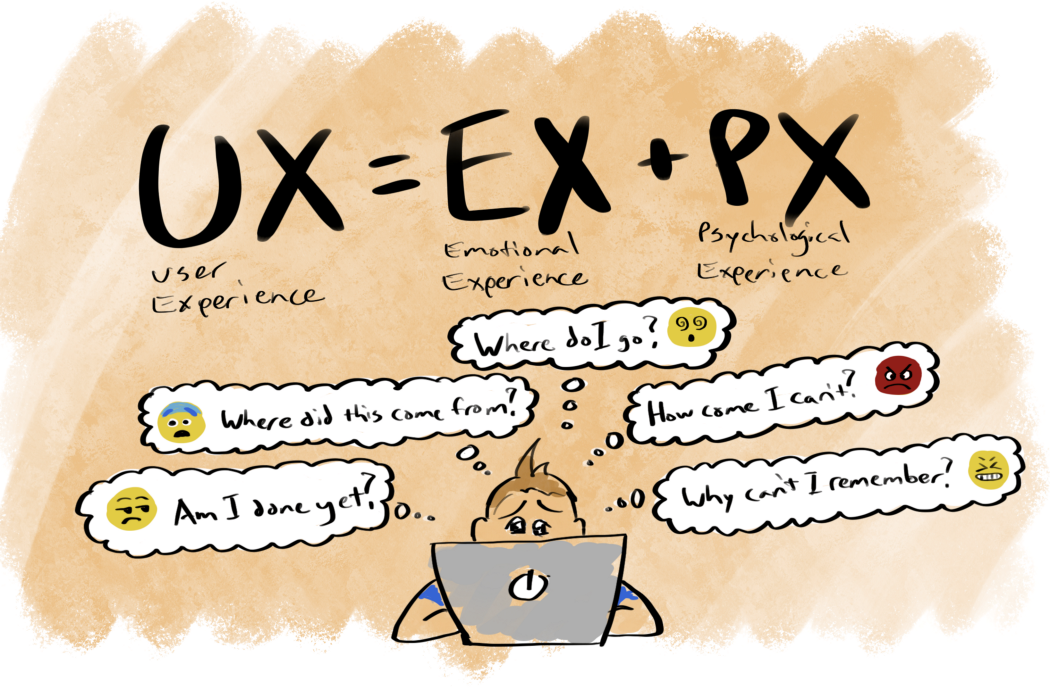 UX = EX + PX
User
Experience
Emotional
Experience
Psychological
Experience
Where do I go?
Where did this come from?
How come I can't?
Am I done yet?
Why can't I remember?